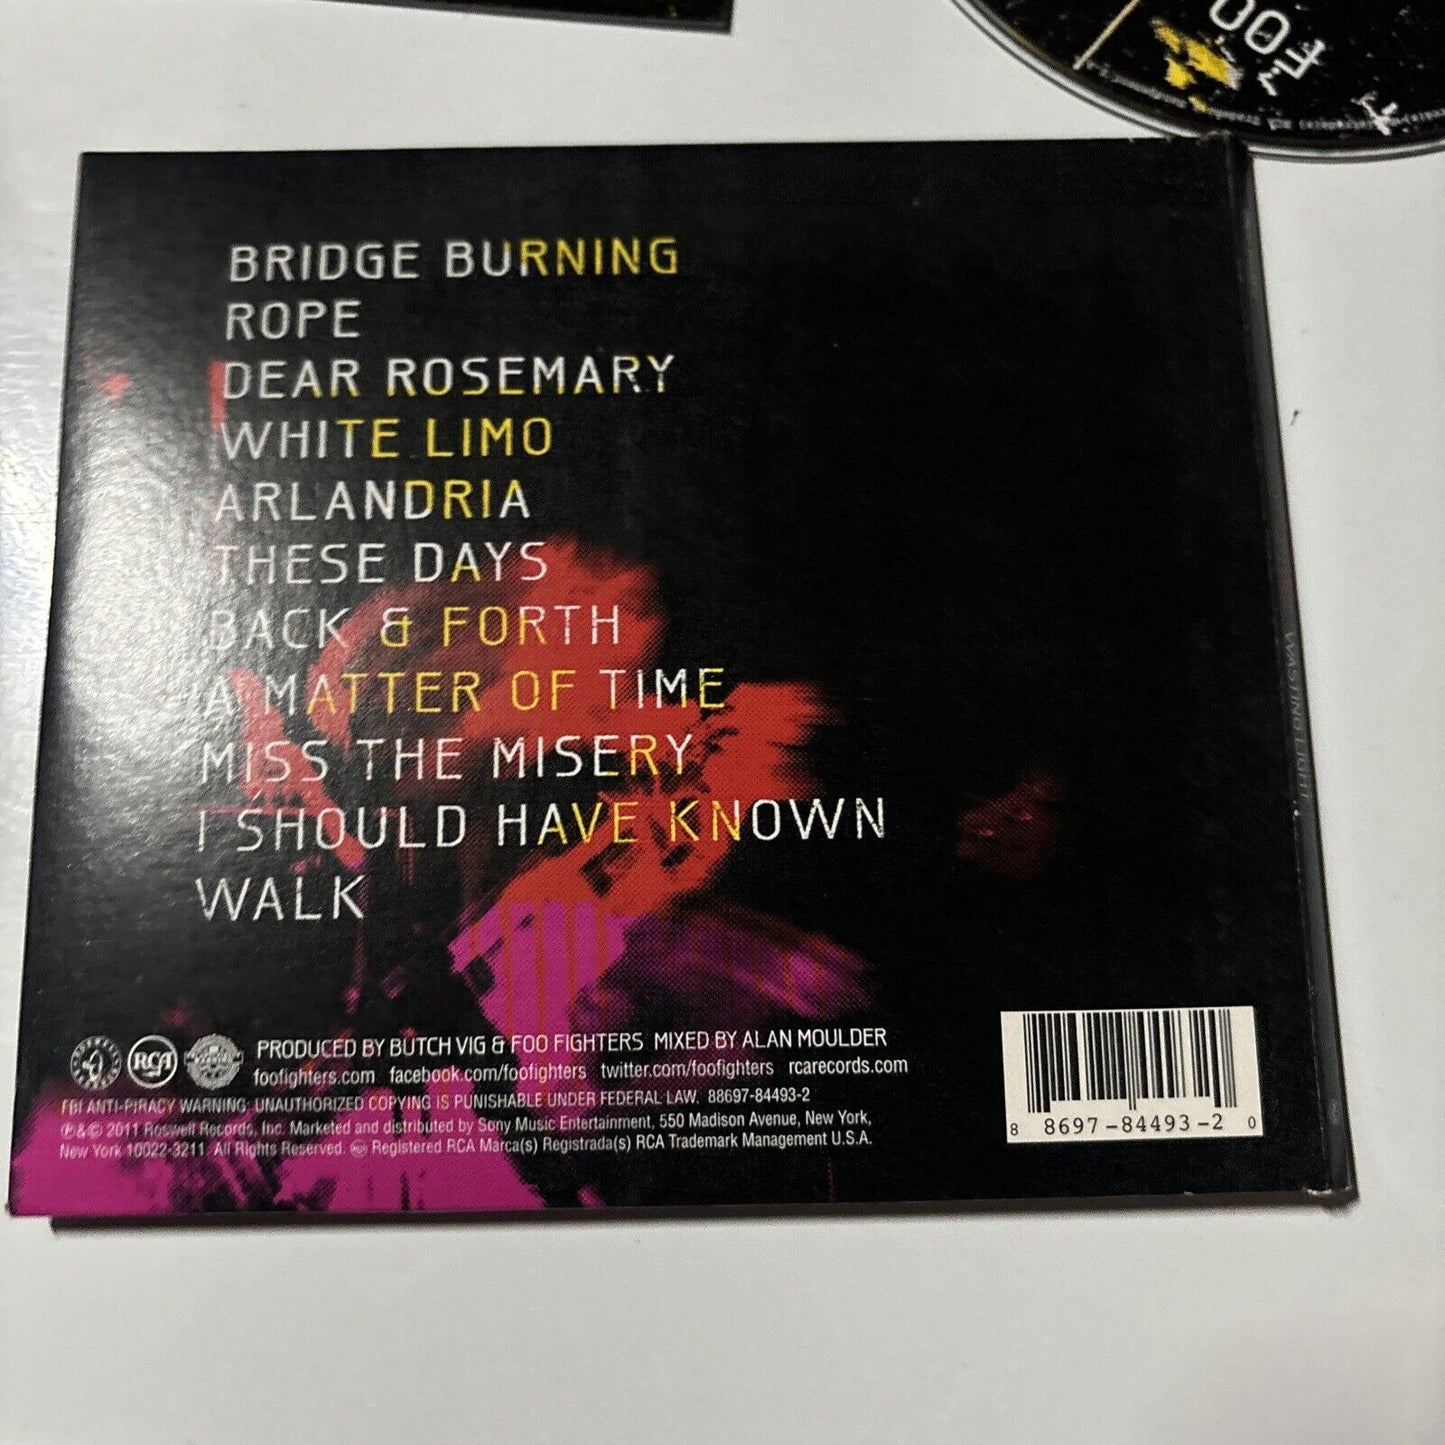 FOO F
BRIDGE BURNING
ROPE
DEAR ROSEMARY
WHITE LIMO
ARLANDRIA
THESE DAYS
BACK & FORTH
A MATTER OF TIME
MISS THE MISERY
I SHOULD HAVE KNOWN
WALK
WASTING LIGHT
RCA
PRODUCED BY BUTCH VIG & FOO FIGHTERS MIXED BY ALAN MOULDER
foofighters.com facebook.com/foofighters twitter.com/foofighters rcarecords.com
FBI ANTI-PIRACY WARNING: UNAUTHORIZED COPYING IS PUNISHABLE UNDER FEDERAL LAW. 88697-84493-2
℗&© 2011 Roswell Records, Inc. Marketed and distributed by Sony Music Entertainment, 550 Madison Avenue, New York,
New York 10022-3211. All Rights Reserved. Registered RCA Marca(s) Registrada(s) RCA Trademark Management U.S.A.
8 8697-84493-2 0